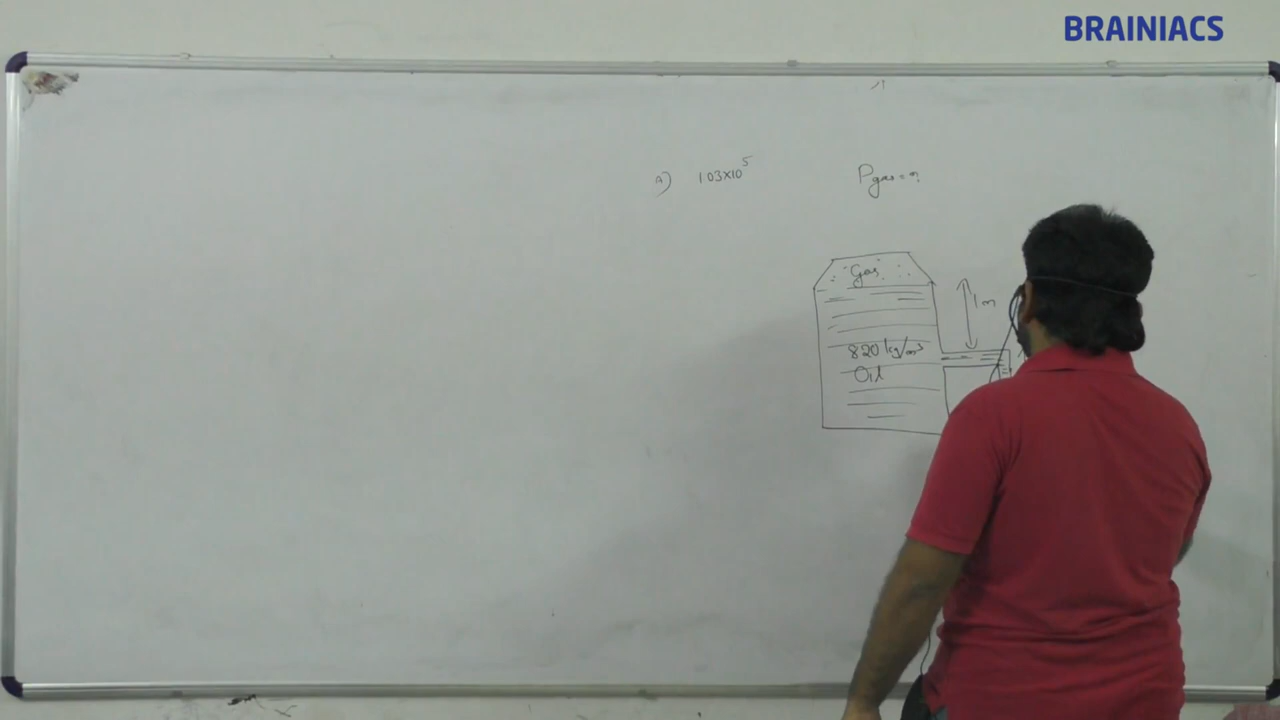 BRAINIACS
A) 1.03x10^5
Pgas = ?
Gas
1m
820 kg/m³
Oil